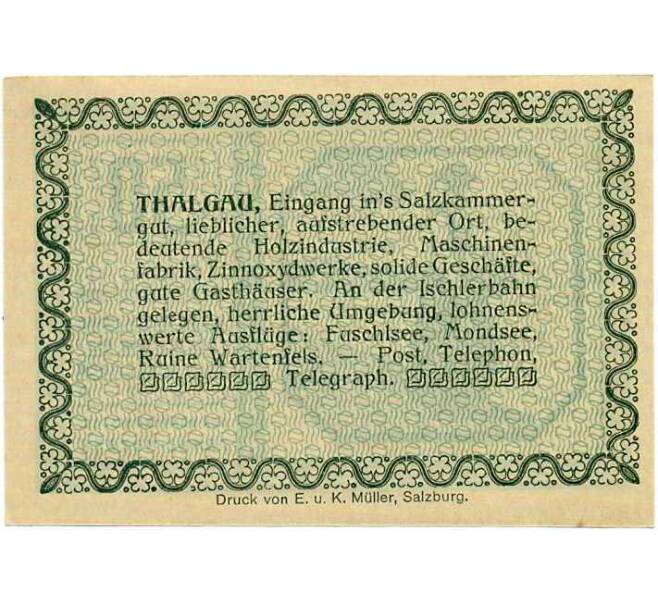 THALGAU, Eingang in's Salzkammer-
gut, lieblicher, aufstrebender Ort, be-
deutende Holzindustrie, Maschinen-
fabrik, Zinnoxydwerke, solide Geschäfte,
gute Gasthäuser. An der Ischlerbahn
gelegen, herrliche Umgebung, lohnens-
werte Ausflüge: Fuschlsee, Mondsee,
Ruine Wartenfels. — Post, Telephon,
Telegraph.
Druck von E. u. K. Müller, Salzburg.